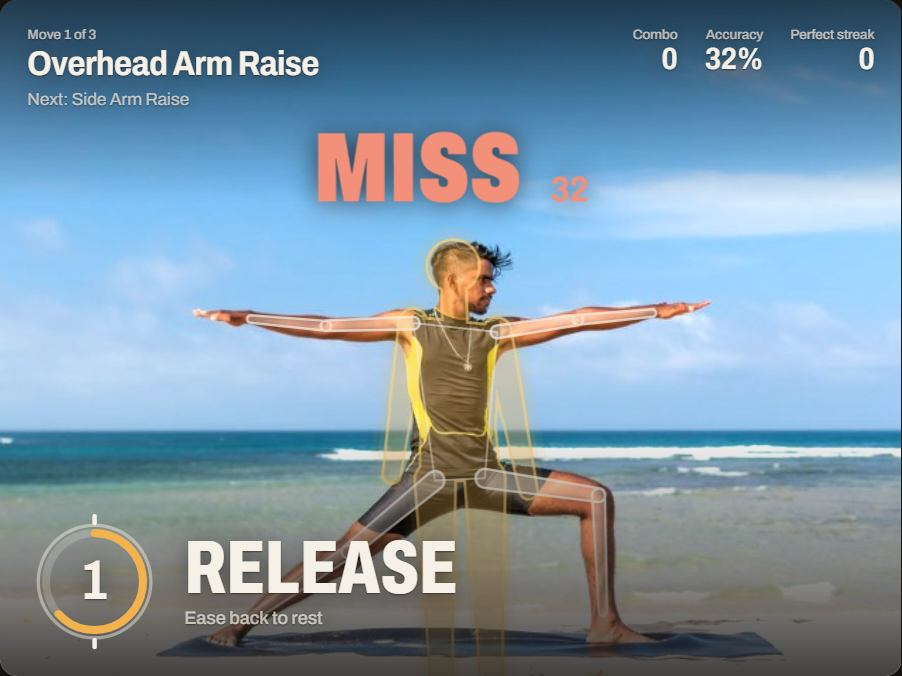 Move 1 of 3
Overhead Arm Raise
Next: Side Arm Raise
Combo
0
Accuracy
32%
Perfect streak
0
MISS 32
1
RELEASE
Ease back to rest